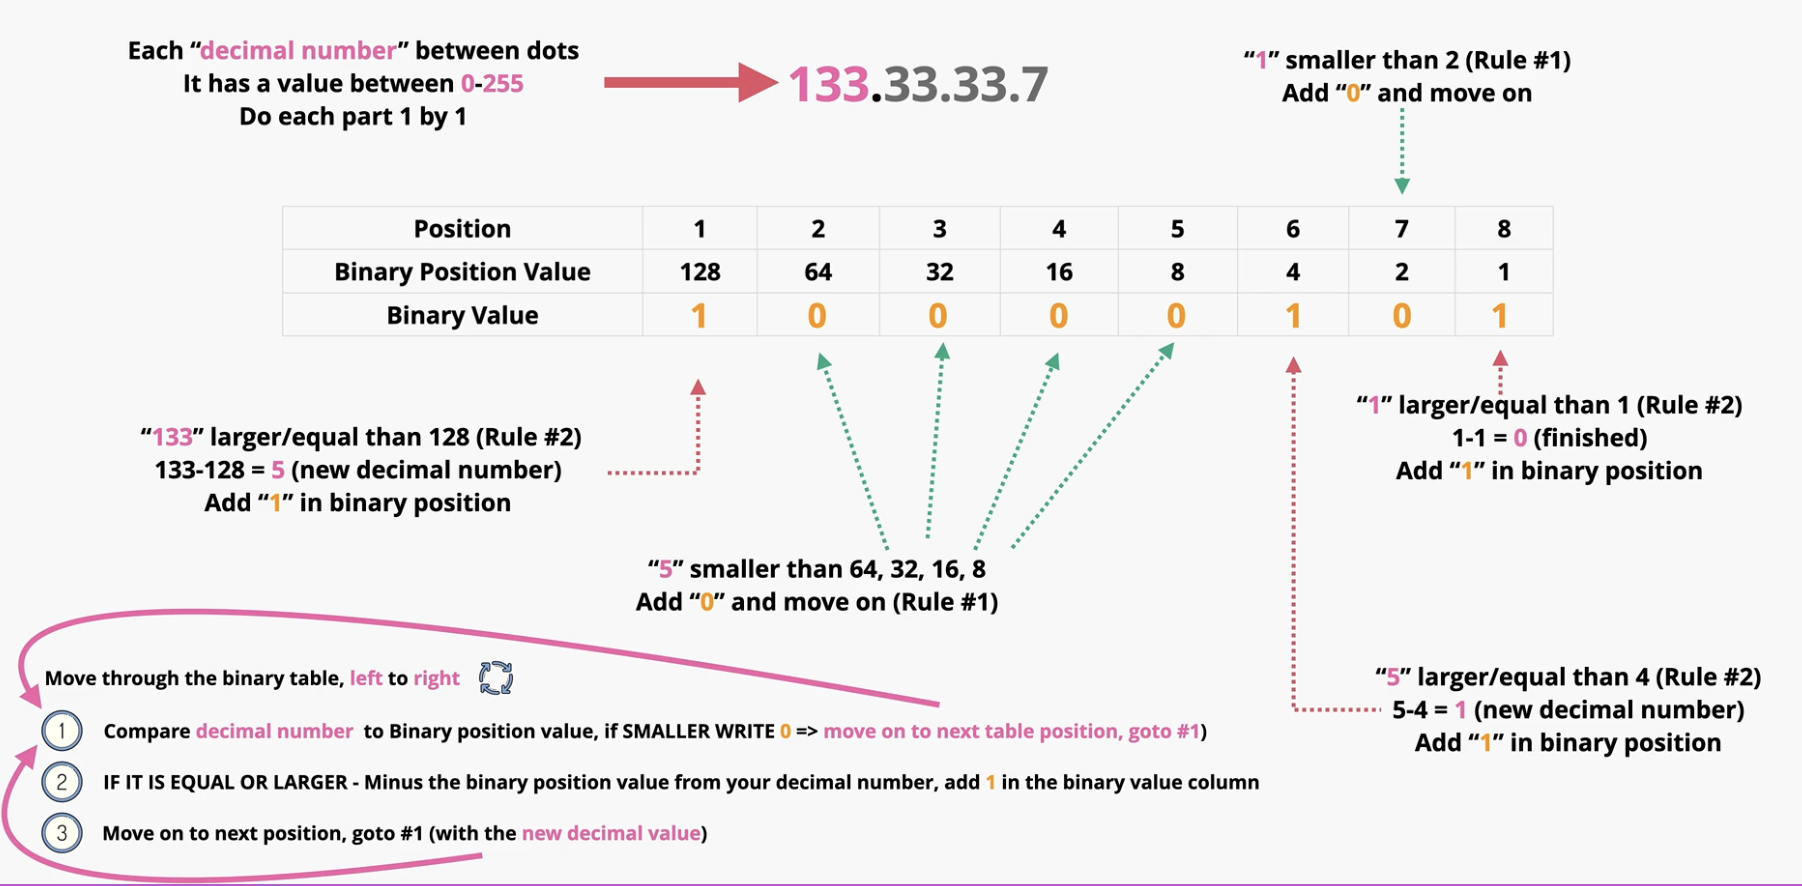 Each “decimal number” between dots
It has a value between 0-255
Do each part 1 by 1
133.33.33.7
“1” smaller than 2 (Rule #1)
Add “0” and move on
Position 1 2 3 4 5 6 7 8
Binary Position Value 128 64 32 16 8 4 2 1
Binary Value 1 0 0 0 0 1 0 1
“133” larger/equal than 128 (Rule #2)
133-128 = 5 (new decimal number)
Add “1” in binary position
“5” smaller than 64, 32, 16, 8
Add “0” and move on (Rule #1)
“1” larger/equal than 1 (Rule #2)
1-1 = 0 (finished)
Add “1” in binary position
“5” larger/equal than 4 (Rule #2)
5-4 = 1 (new decimal number)
Add “1” in binary position
Move through the binary table, left to right
1 Compare decimal number to Binary position value, if SMALLER WRITE 0 => move on to next table position, goto #1)
2 IF IT IS EQUAL OR LARGER - Minus the binary position value from your decimal number, add 1 in the binary value column
3 Move on to next position, goto #1 (with the new decimal value)